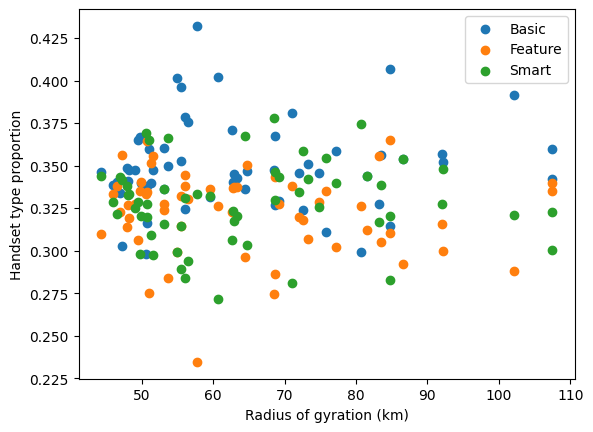 Basic
Feature
Smart
0.425
0.400
0.375
0.350
0.325
0.300
0.275
0.250
0.225
Handset type proportion
50 60 70 80 90 100 110
Radius of gyration (km)